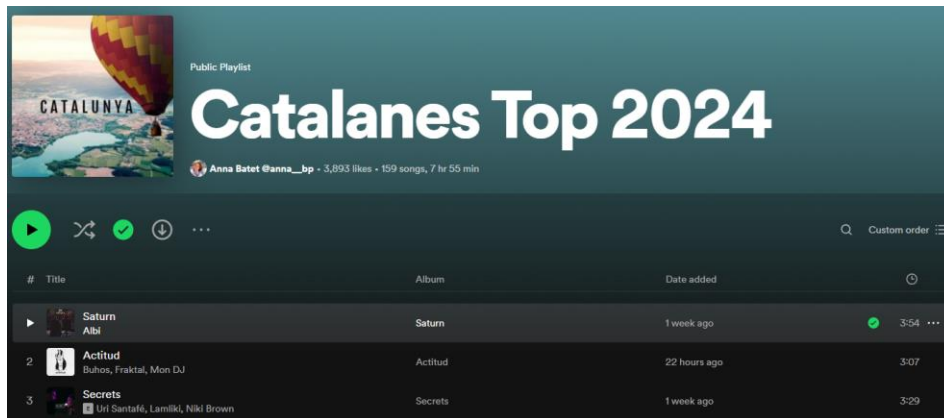 CATALUNYA
Public Playlist
Catalanes Top 2024
Anna Batet @anna__bp • 3,893 likes • 159 songs, 7 hr 55 min
Custom order
# Title Album Date added
Saturn
Albi
Saturn 1 week ago 3:54
2 Actitud
Buhos, Fraktal, Mon DJ
Actitud 22 hours ago 3:07
3 Secrets
E Uri Santafé, Lamliki, Niki Brown
Secrets 1 week ago 3:29